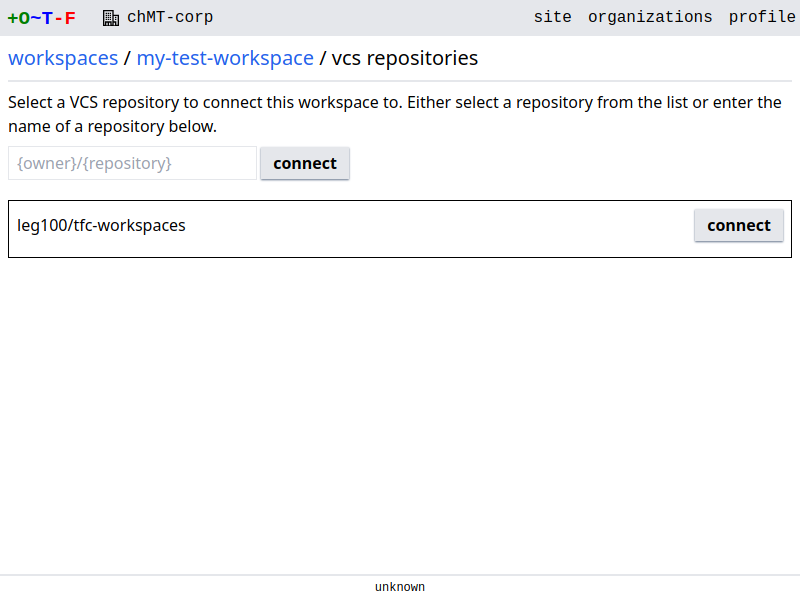 +O~T-F chMT-corp site organizations profile
workspaces / my-test-workspace / vcs repositories
Select a VCS repository to connect this workspace to. Either select a repository from the list or enter the
name of a repository below.
{owner}/{repository} connect
leg100/tfc-workspaces connect
unknown